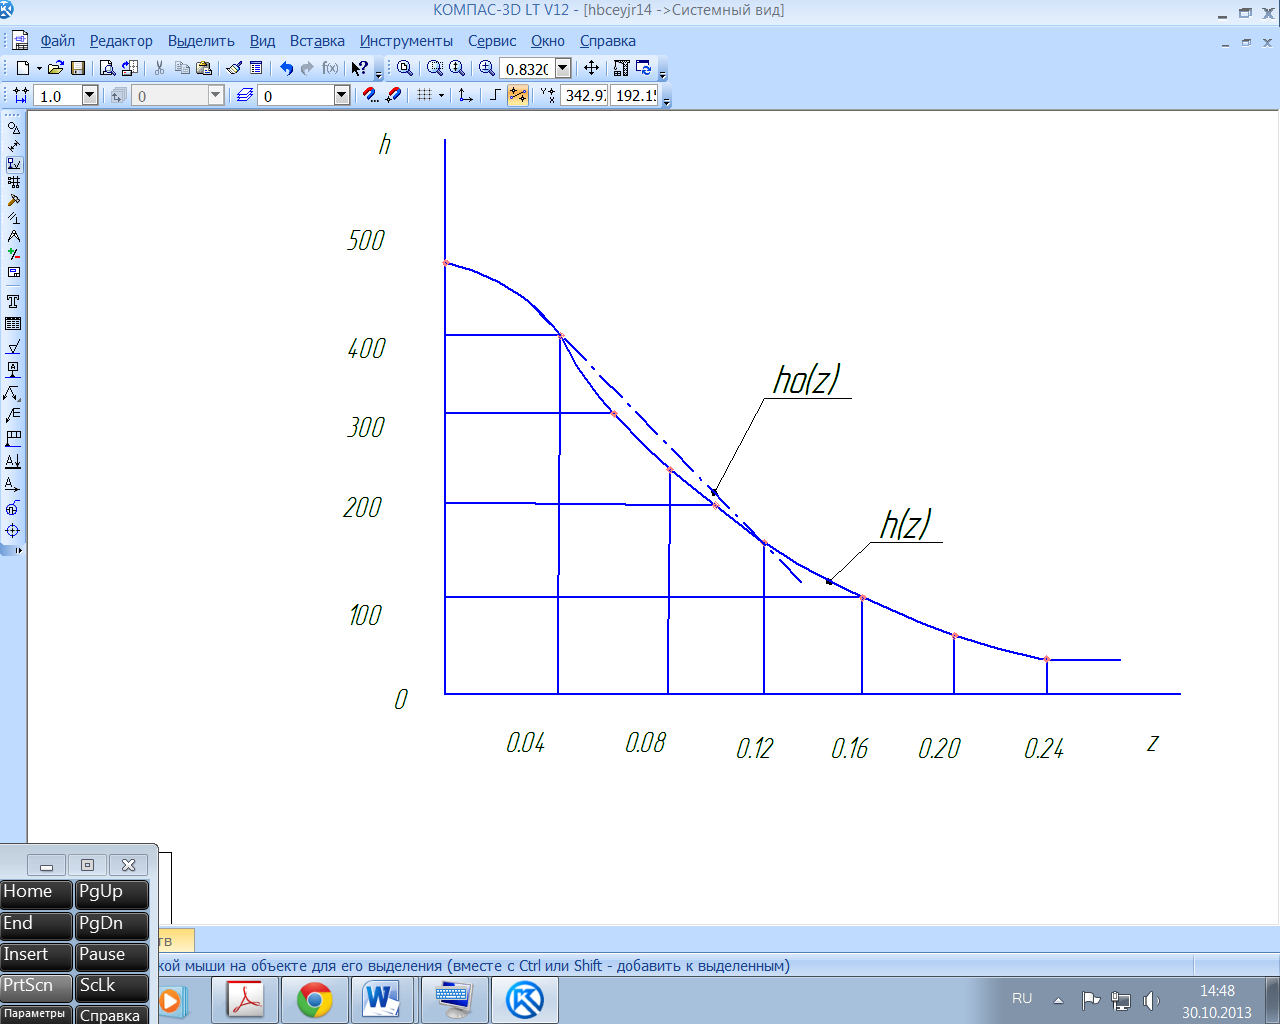 КОМПАС-3D LT V12 - [hbceyjr14 ->Системный вид]
Файл Редактор Выделить Вид Вставка Инструменты Сервис Окно Справка
f(x) 0.832
1.0 0 0 342.9 192.1
h
500
400
300
200
100
0
ho(z)
h(z)
0.04 0.08 0.12 0.16 0.20 0.24 z
Home PgUp
End PgDn
Insert Pause
PrtScn ScLk
Параметры Справка
тв
кой мыши на объекте для его выделения (вместе с Ctrl или Shift - добавить к выделенным)
RU
14:48
30.10.2013